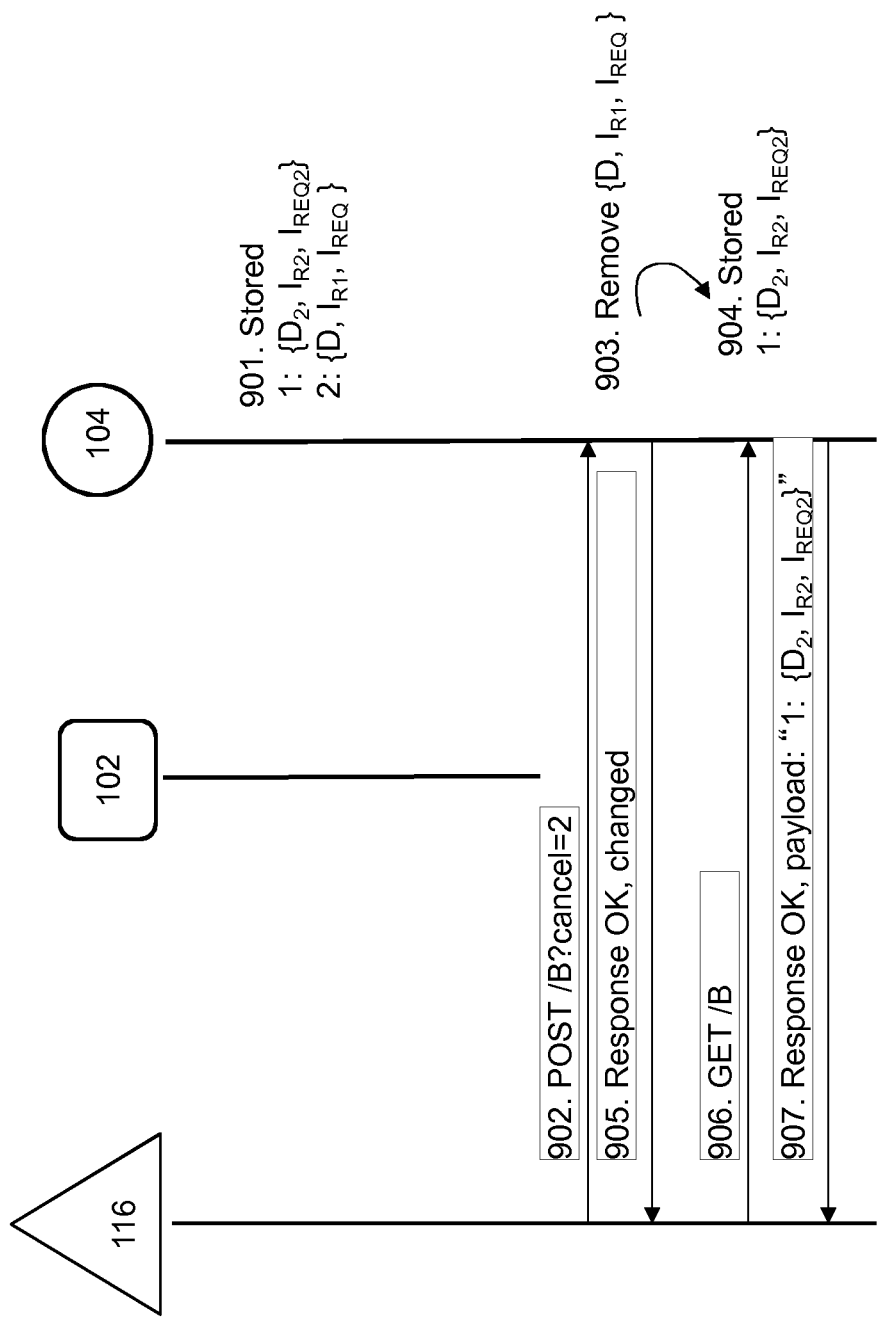 116
102
104
901. Stored
1: {D2, IR2, IREQ2}
2: {D, IR1, IREQ }
902. POST /B?cancel=2
903. Remove {D, IR1, IREQ }
905. Response OK, changed
904. Stored
1: {D2, IR2, IREQ2}
906. GET /B
907. Response OK, payload: “1: {D2, IR2, IREQ2}”